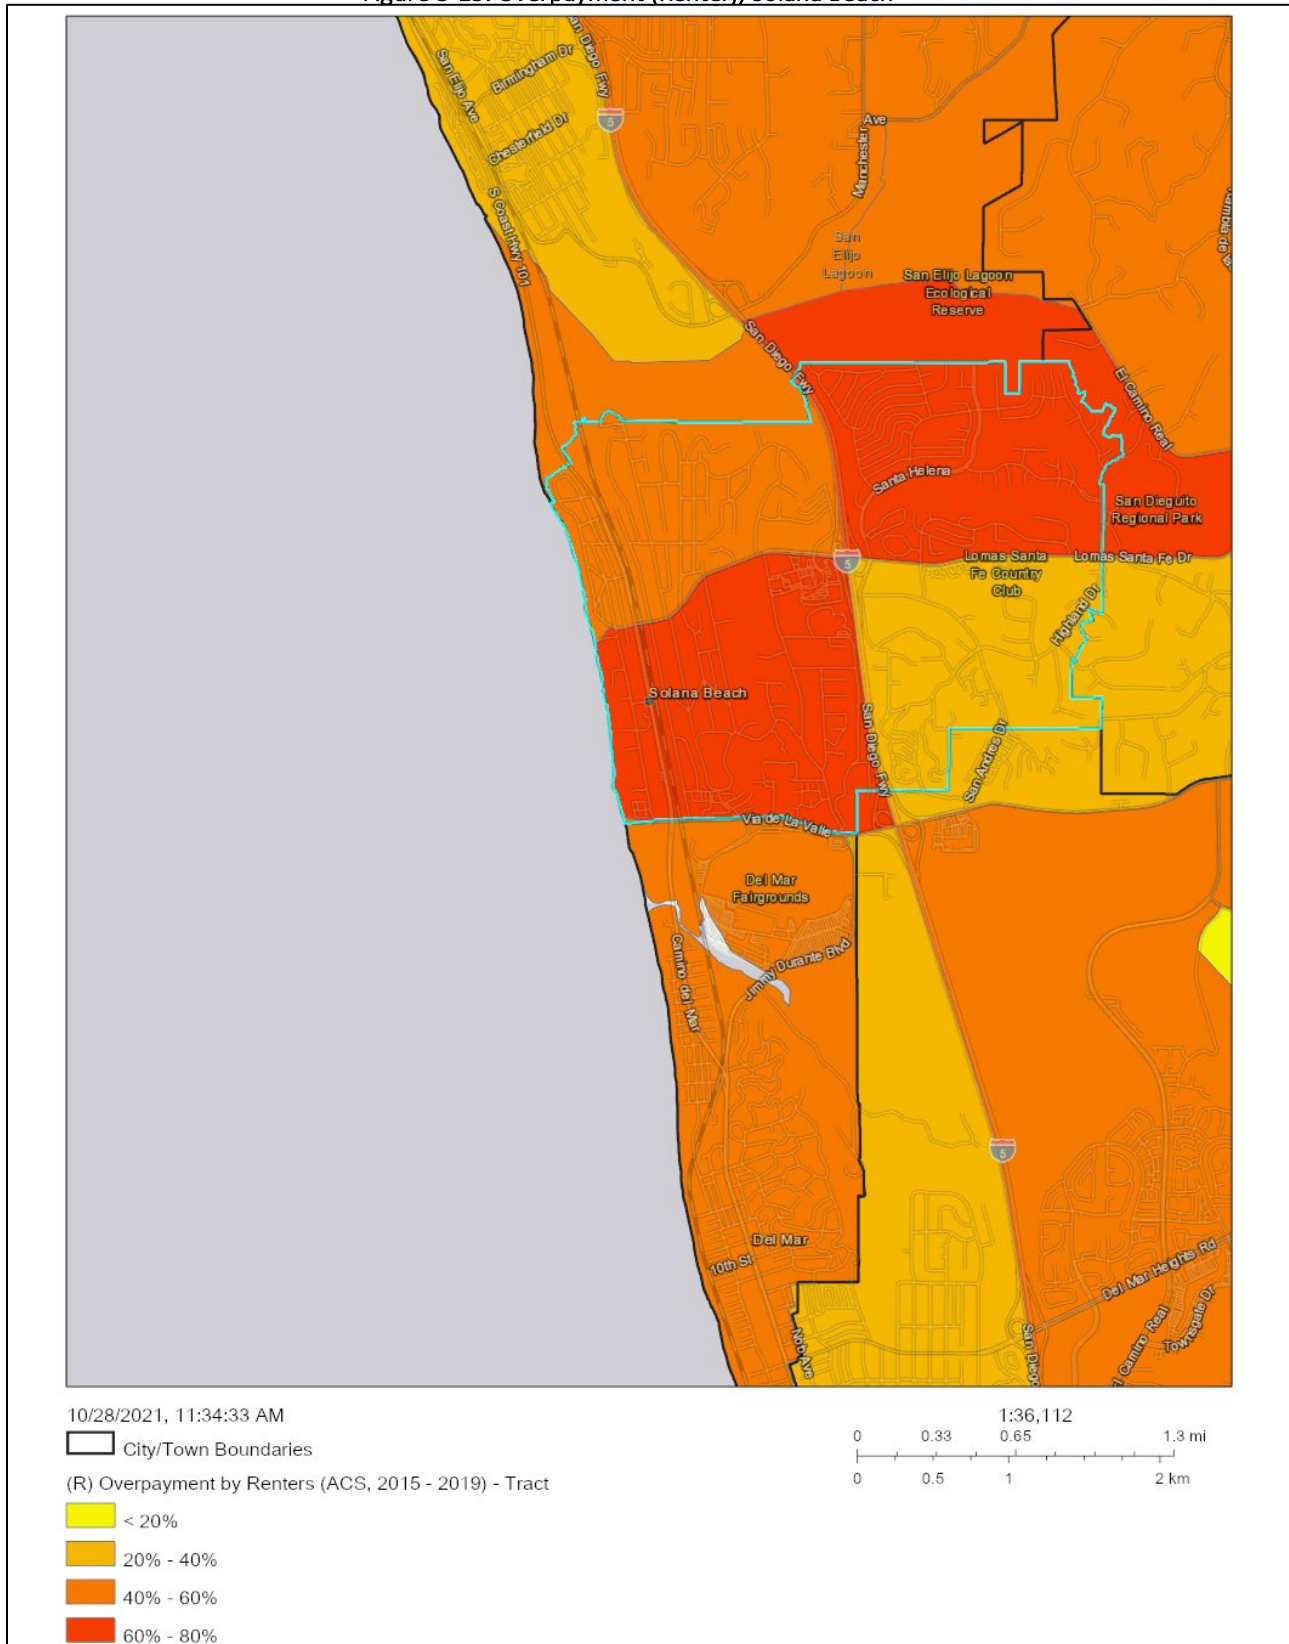 San Diego Fwy
Birmingham Dr
San Elijo Ave
5
Chesterfield Dr
Manchester Ave
S Coast Hwy 101
San
Elijo
Lagoon
San Elijo Lagoon
Ecological
Reserve
San Diego Fwy
El Camino Real
Santa Helena
San Dieguito
Regional Park
5
Lomas Santa
Fe Country
Club
Lomas Santa Fe Dr
Highland Dr
Solana Beach
San Diego Fwy
San Andres Dr
Via de La Valle
Del Mar
Fairgrounds
Camino del Mar
Jimmy Durante Blvd
5
Del Mar
10th St
Del Mar Heights Rd
Nob Ave
San Diego
El Camino Real
Townsgate Dr
10/28/2021, 11:34:33 AM
City/Town Boundaries
(R) Overpayment by Renters (ACS, 2015 - 2019) - Tract
< 20%
20% - 40%
40% - 60%
60% - 80%
1:36,112
0 0.33 0.65 1.3 mi
0 0.5 1 2 km